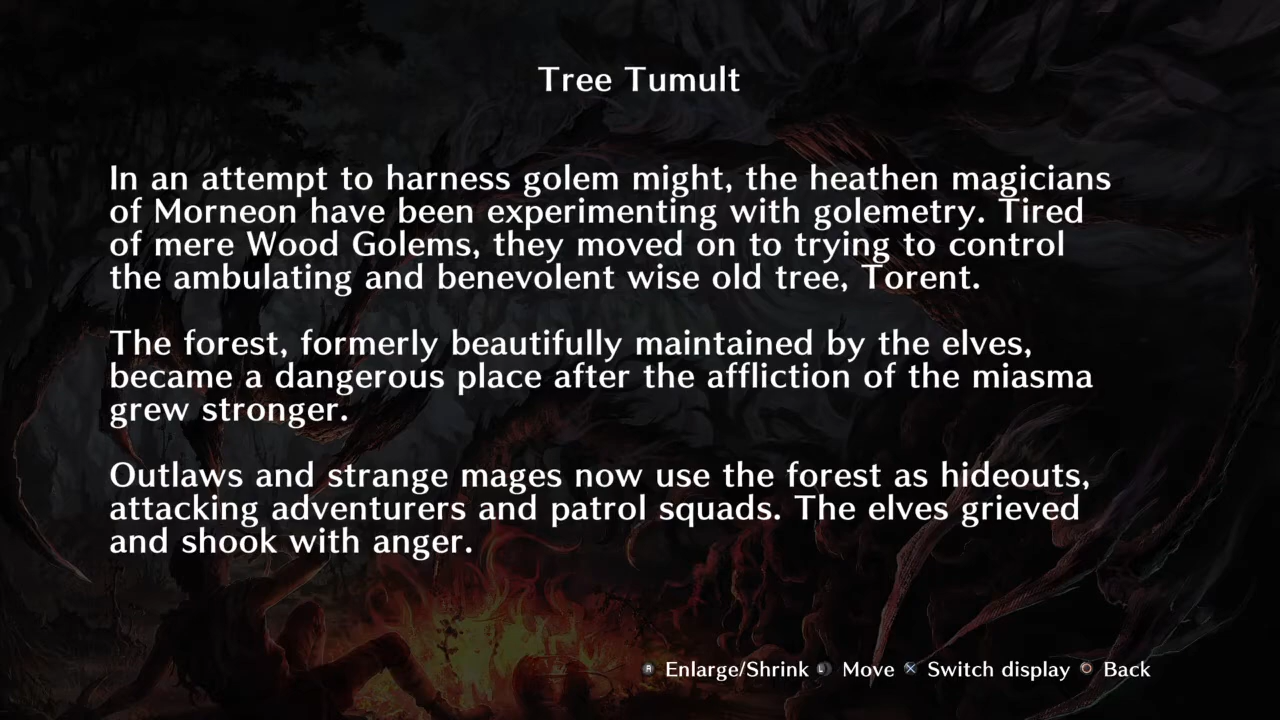 Tree Tumult
In an attempt to harness golem might, the heathen magicians
of Morneon have been experimenting with golemetry. Tired
of mere Wood Golems, they moved on to trying to control
the ambulating and benevolent wise old tree, Torent.
The forest, formerly beautifully maintained by the elves,
became a dangerous place after the affliction of the miasma
grew stronger.
Outlaws and strange mages now use the forest as hideouts,
attacking adventurers and patrol squads. The elves grieved
and shook with anger.
R Enlarge/Shrink L Move Switch display Back